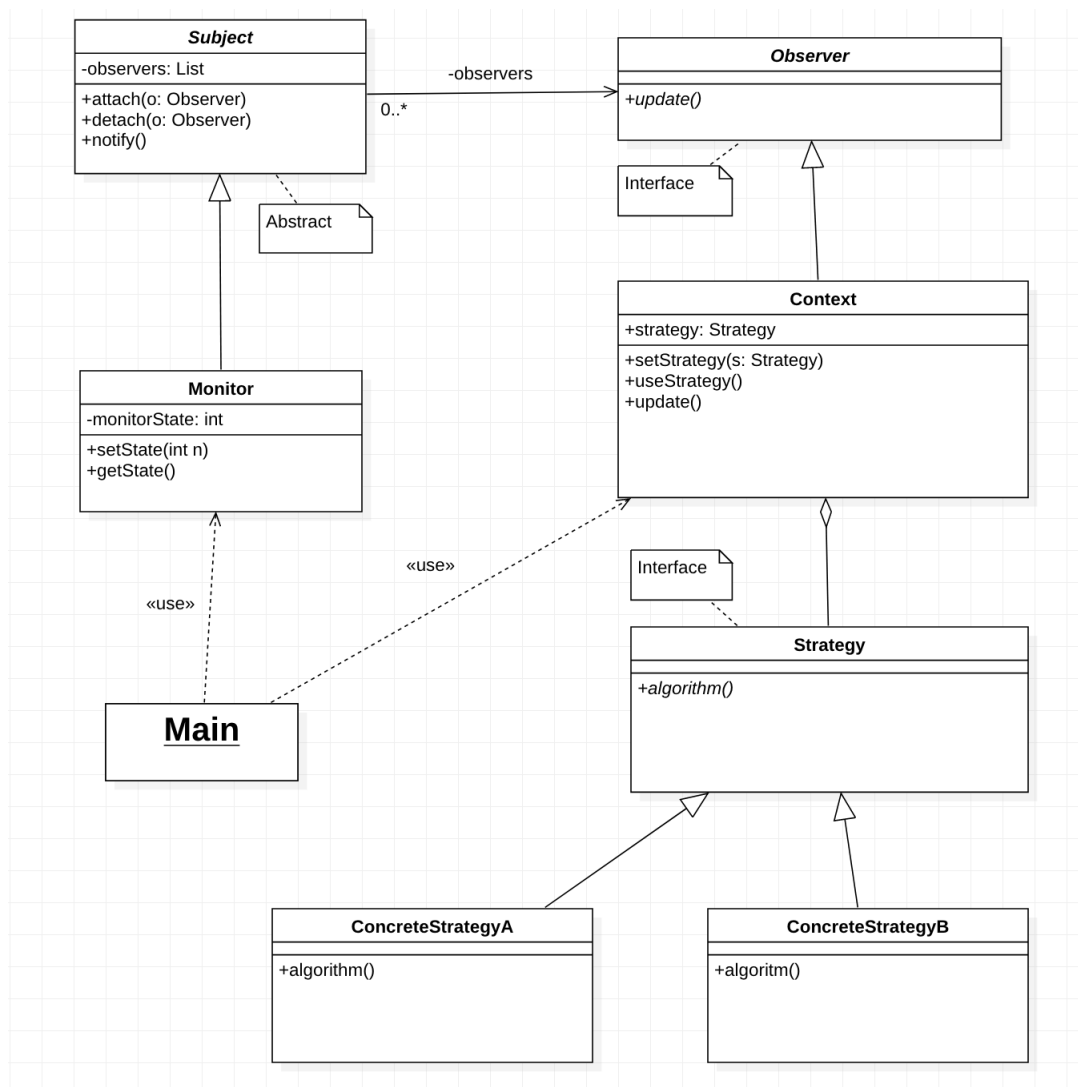 Subject
-observers: List
+attach(o: Observer)
+detach(o: Observer)
+notify()
-observers
0..*
Observer
+update()
Interface
Abstract
Context
+strategy: Strategy
+setStrategy(s: Strategy)
+useStrategy()
+update()
Monitor
-monitorState: int
+setState(int n)
+getState()
«use»
«use»
Interface
Strategy
+algorithm()
Main
ConcreteStrategyA
+algorithm()
ConcreteStrategyB
+algoritm()